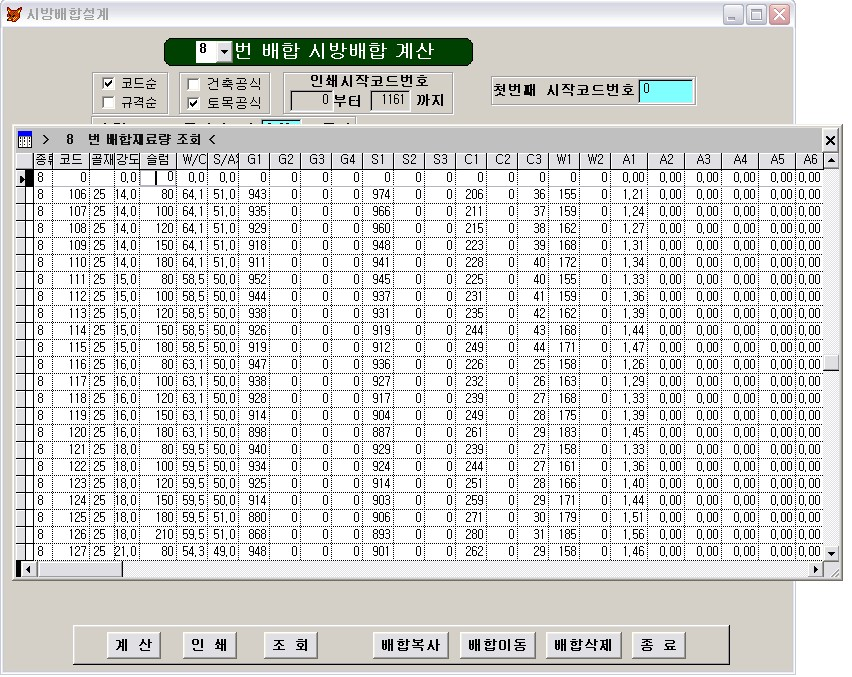 시방배합설계
8 번 배합 시방배합 계산
코드순 건축공식 인쇄시작코드번호 첫번째 시작코드번호 0
규격순 토목공식 0 부터 1161 까지
> 8 번 배합재료량 조회 <
종류 코드 골재 강도 슬럼 W/C S/A G1 G2 G3 G4 S1 S2 S3 C1 C2 C3 W1 W2 A1 A2 A3 A4 A5 A6
8 0 0,0 0 0,0 0,0 0 0 0 0 0 0 0 0 0 0 0 0 0,00 0,00 0,00 0,00 0,00 0,00
8 106 25 14,0 80 64,1 51,0 943 0 0 0 974 0 0 206 0 36 155 0 1,21 0,00 0,00 0,00 0,00 0,00
8 107 25 14,0 100 64,1 51,0 935 0 0 0 966 0 0 211 0 37 159 0 1,24 0,00 0,00 0,00 0,00 0,00
8 108 25 14,0 120 64,1 51,0 929 0 0 0 960 0 0 215 0 38 162 0 1,27 0,00 0,00 0,00 0,00 0,00
8 109 25 14,0 150 64,1 51,0 918 0 0 0 948 0 0 223 0 39 168 0 1,31 0,00 0,00 0,00 0,00 0,00
8 110 25 14,0 180 64,1 51,0 911 0 0 0 941 0 0 228 0 40 172 0 1,34 0,00 0,00 0,00 0,00 0,00
8 111 25 15,0 80 58,5 50,0 952 0 0 0 945 0 0 225 0 40 155 0 1,33 0,00 0,00 0,00 0,00 0,00
8 112 25 15,0 100 58,5 50,0 944 0 0 0 937 0 0 231 0 41 159 0 1,36 0,00 0,00 0,00 0,00 0,00
8 113 25 15,0 120 58,5 50,0 938 0 0 0 931 0 0 235 0 42 162 0 1,39 0,00 0,00 0,00 0,00 0,00
8 114 25 15,0 150 58,5 50,0 926 0 0 0 919 0 0 244 0 43 168 0 1,44 0,00 0,00 0,00 0,00 0,00
8 115 25 15,0 180 58,5 50,0 919 0 0 0 912 0 0 249 0 44 171 0 1,47 0,00 0,00 0,00 0,00 0,00
8 116 25 16,0 80 63,1 50,0 947 0 0 0 936 0 0 226 0 25 158 0 1,26 0,00 0,00 0,00 0,00 0,00
8 117 25 16,0 100 63,1 50,0 938 0 0 0 927 0 0 232 0 26 163 0 1,29 0,00 0,00 0,00 0,00 0,00
8 118 25 16,0 120 63,1 50,0 928 0 0 0 917 0 0 239 0 27 168 0 1,33 0,00 0,00 0,00 0,00 0,00
8 119 25 16,0 150 63,1 50,0 914 0 0 0 904 0 0 249 0 28 175 0 1,39 0,00 0,00 0,00 0,00 0,00
8 120 25 16,0 180 63,1 50,0 898 0 0 0 887 0 0 261 0 29 183 0 1,45 0,00 0,00 0,00 0,00 0,00
8 121 25 18,0 80 59,5 50,0 940 0 0 0 929 0 0 239 0 27 158 0 1,33 0,00 0,00 0,00 0,00 0,00
8 122 25 18,0 100 59,5 50,0 934 0 0 0 924 0 0 244 0 27 161 0 1,36 0,00 0,00 0,00 0,00 0,00
8 123 25 18,0 120 59,5 50,0 925 0 0 0 914 0 0 251 0 28 166 0 1,40 0,00 0,00 0,00 0,00 0,00
8 124 25 18,0 150 59,5 50,0 914 0 0 0 903 0 0 259 0 29 171 0 1,44 0,00 0,00 0,00 0,00 0,00
8 125 25 18,0 180 59,5 51,0 880 0 0 0 906 0 0 271 0 30 179 0 1,51 0,00 0,00 0,00 0,00 0,00
8 126 25 18,0 210 59,5 51,0 868 0 0 0 893 0 0 280 0 31 185 0 1,56 0,00 0,00 0,00 0,00 0,00
8 127 25 21,0 80 54,3 49,0 948 0 0 0 901 0 0 262 0 29 158 0 1,46 0,00 0,00 0,00 0,00 0,00
계 산 인 쇄 조 회 배합복사 배합이동 배합삭제 종 료